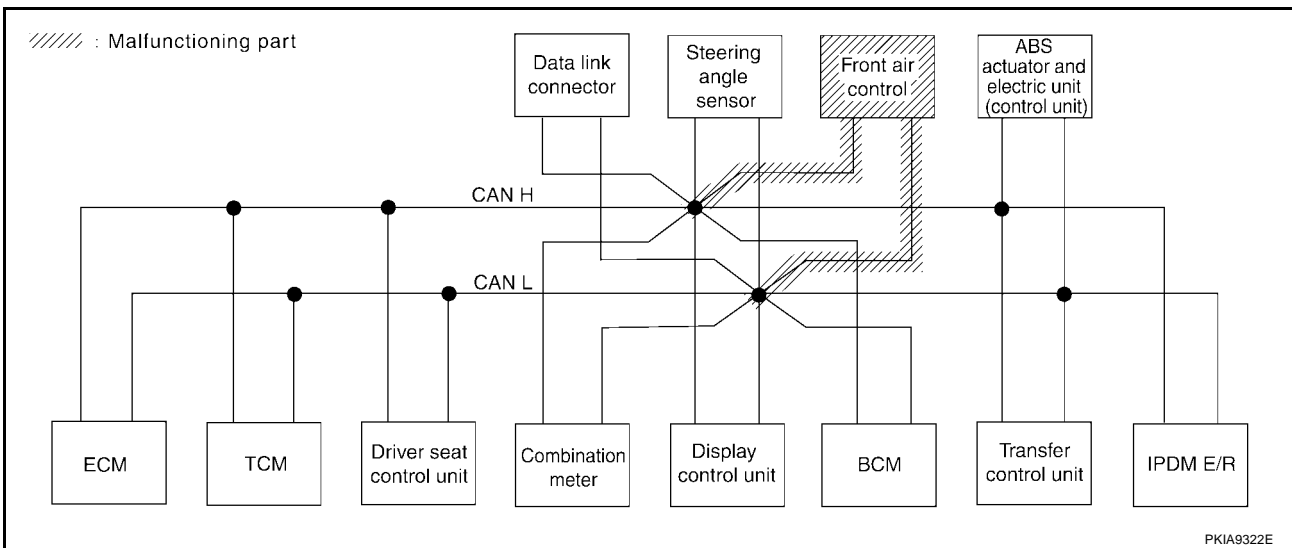 : Malfunctioning part
Data link
connector
Steering
angle
sensor
Front air
control
ABS
actuator and
electric unit
(control unit)
CAN H
CAN L
ECM
TCM
Driver seat
control unit
Combination
meter
Display
control unit
BCM
Transfer
control unit
IPDM E/R
PKIA9322E